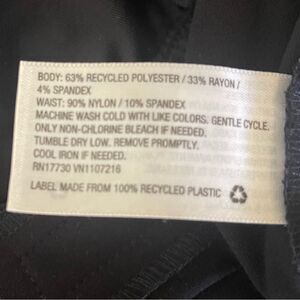 BODY: 63% RECYCLED POLYESTER / 33% RAYON /
4% SPANDEX
WAIST: 90% NYLON / 10% SPANDEX
MACHINE WASH COLD WITH LIKE COLORS. GENTLE CYCLE.
ONLY NON-CHLORINE BLEACH IF NEEDED.
TUMBLE DRY LOW. REMOVE PROMPTLY.
COOL IRON IF NEEDED.
RN17730 VN1107216
LABEL MADE FROM 100% RECYCLED PLASTIC